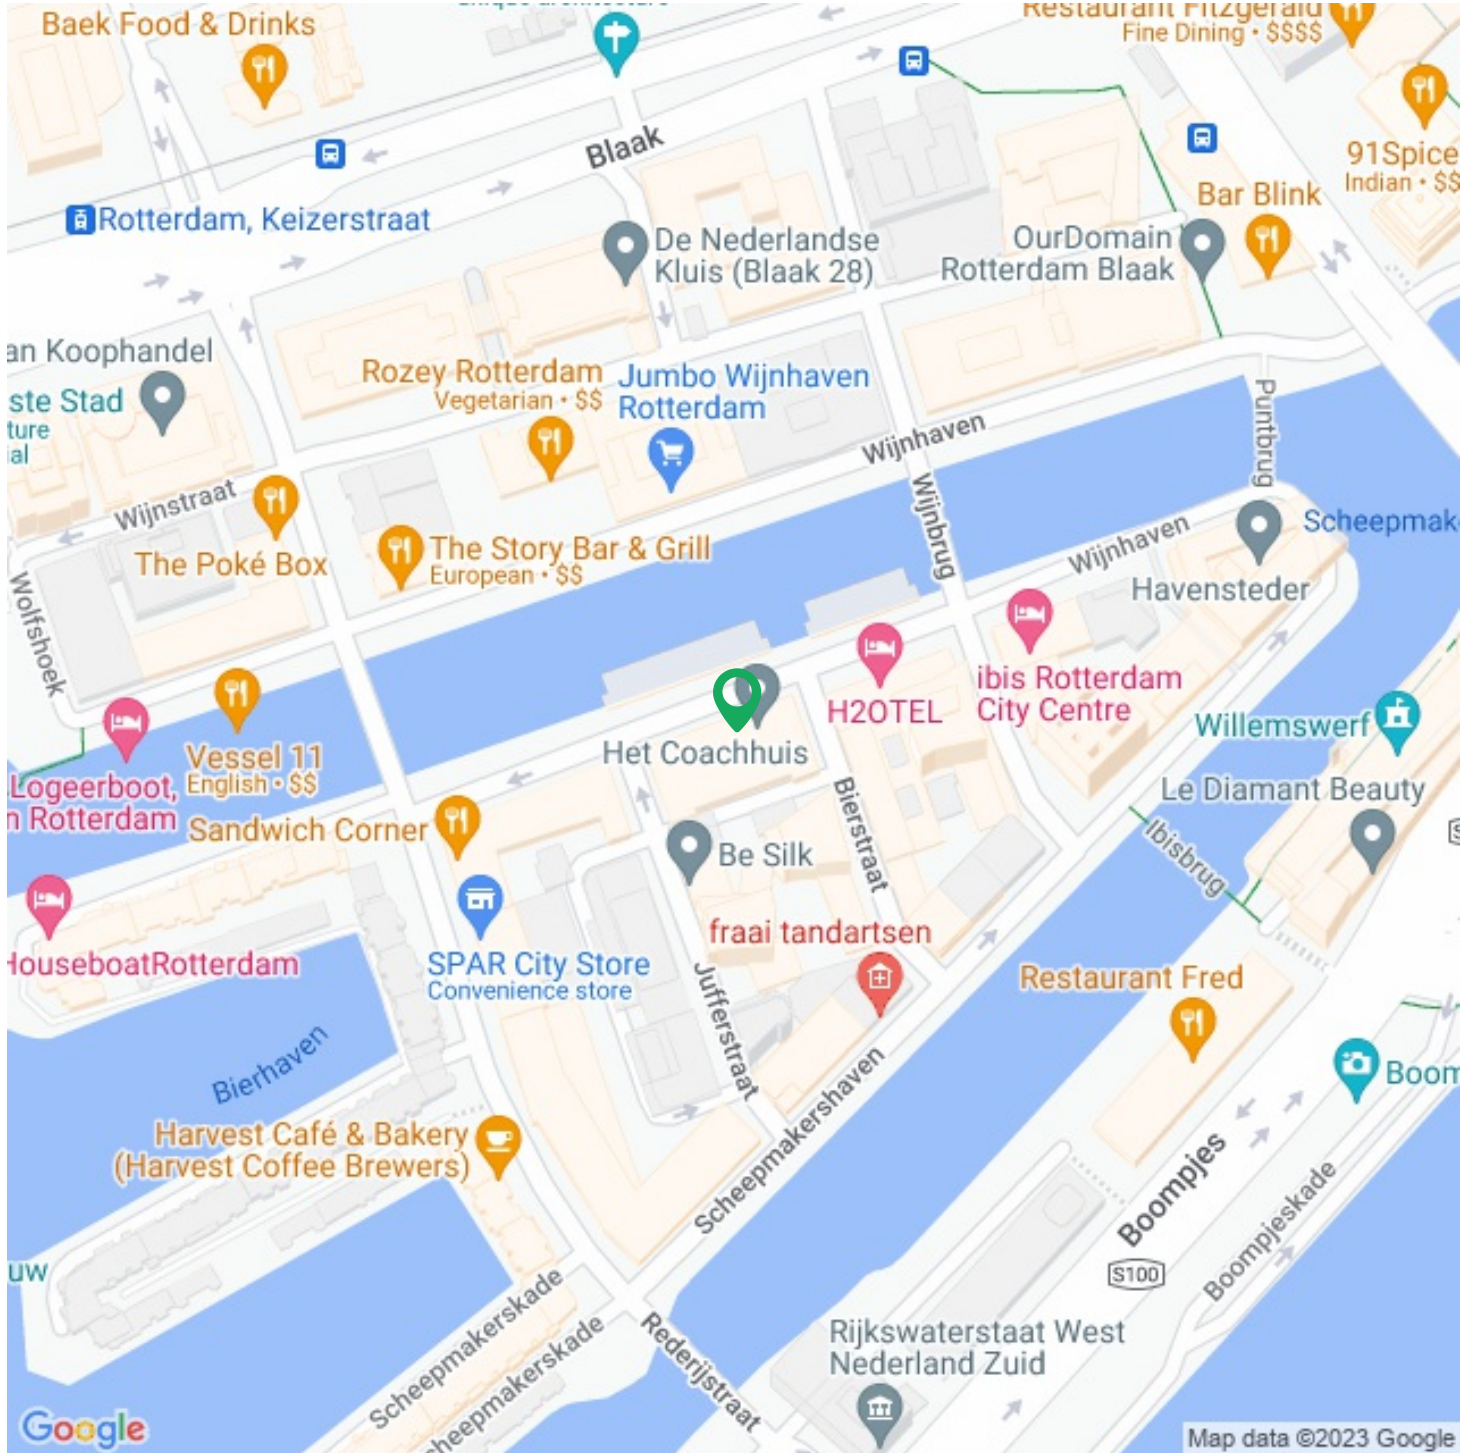 unique architecture
Restaurant Fitzgerald
Fine Dining • $$$$
Baek Food & Drinks
Blaak
91Spice
Indian • $$
Bar Blink
Rotterdam, Keizerstraat
De Nederlandse
Kluis (Blaak 28)
OurDomain
Rotterdam Blaak
an Koophandel
Rozey Rotterdam
Vegetarian • $$
Jumbo Wijnhaven
Rotterdam
ste Stad
ture
ial
Puntbrug
Wijnhaven
Wijnstraat
Wijnbrug
The Poké Box
The Story Bar & Grill
European • $$
Wijnhaven
Scheepmak
Havensteder
Wolfshoek
ibis Rotterdam
City Centre
H2OTEL
Willemswerf
Vessel 11
English • $$
Het Coachhuis
Logeerboot,
n Rotterdam
Le Diamant Beauty
S
Sandwich Corner
Bierstraat
Be Silk
Ibisbrug
fraai tandartsen
HouseboatRotterdam
SPAR City Store
Convenience store
Restaurant Fred
Jufferstraat
Bierhaven
Boom
Harvest Café & Bakery
(Harvest Coffee Brewers)
Scheepmakershaven
Boompjes
Boompjeskade
uw
S100
Scheepmakerskade
Rederijstraat
Rijkswaterstaat West
Nederland Zuid
heepmakerskade
Google
Map data ©2023 Google